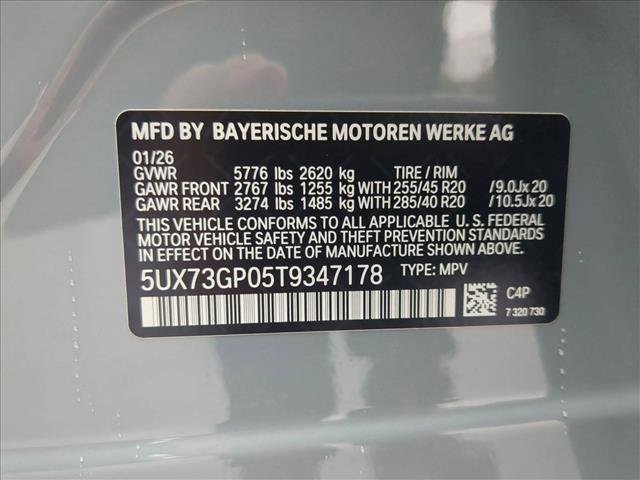 MFD BY BAYERISCHE MOTOREN WERKE AG
01/26
GVWR 5776 lbs 2620 kg TIRE / RIM
GAWR FRONT 2767 lbs 1255 kg WITH 255/45 R20 /9.0Jx20
GAWR REAR 3274 lbs 1485 kg WITH 285/40 R20 /10.5Jx20
THIS VEHICLE CONFORMS TO ALL APPLICABLE U. S. FEDERAL
MOTOR VEHICLE SAFETY AND THEFT PREVENTION STANDARDS
IN EFFECT ON THE DATE OF MANUFACTURE SHOWN ABOVE.
5UX73GP05T9347178 TYPE: MPV
C4P
7 320 730